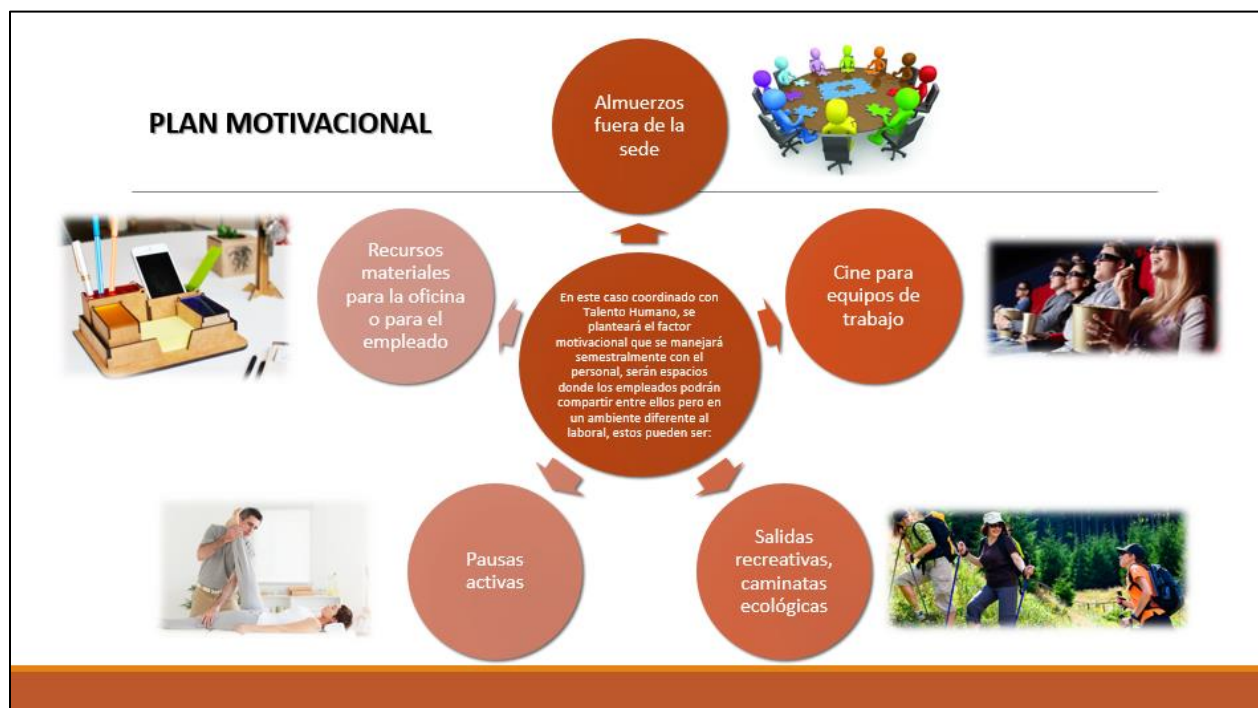 PLAN MOTIVACIONAL
Almuerzos
fuera de la
sede
Recursos
materiales
para la oficina
o para el
empleado
Cine para
equipos de
trabajo
En este caso coordinado con
Talento Humano, se
planteará el factor
motivacional que se manejará
semestralmente con el
personal, serán espacios
donde los empleados podrán
compartir entre ellos pero en
un ambiente diferente al
laboral, estos pueden ser:
Pausas
activas
Salidas
recreativas,
caminatas
ecológicas